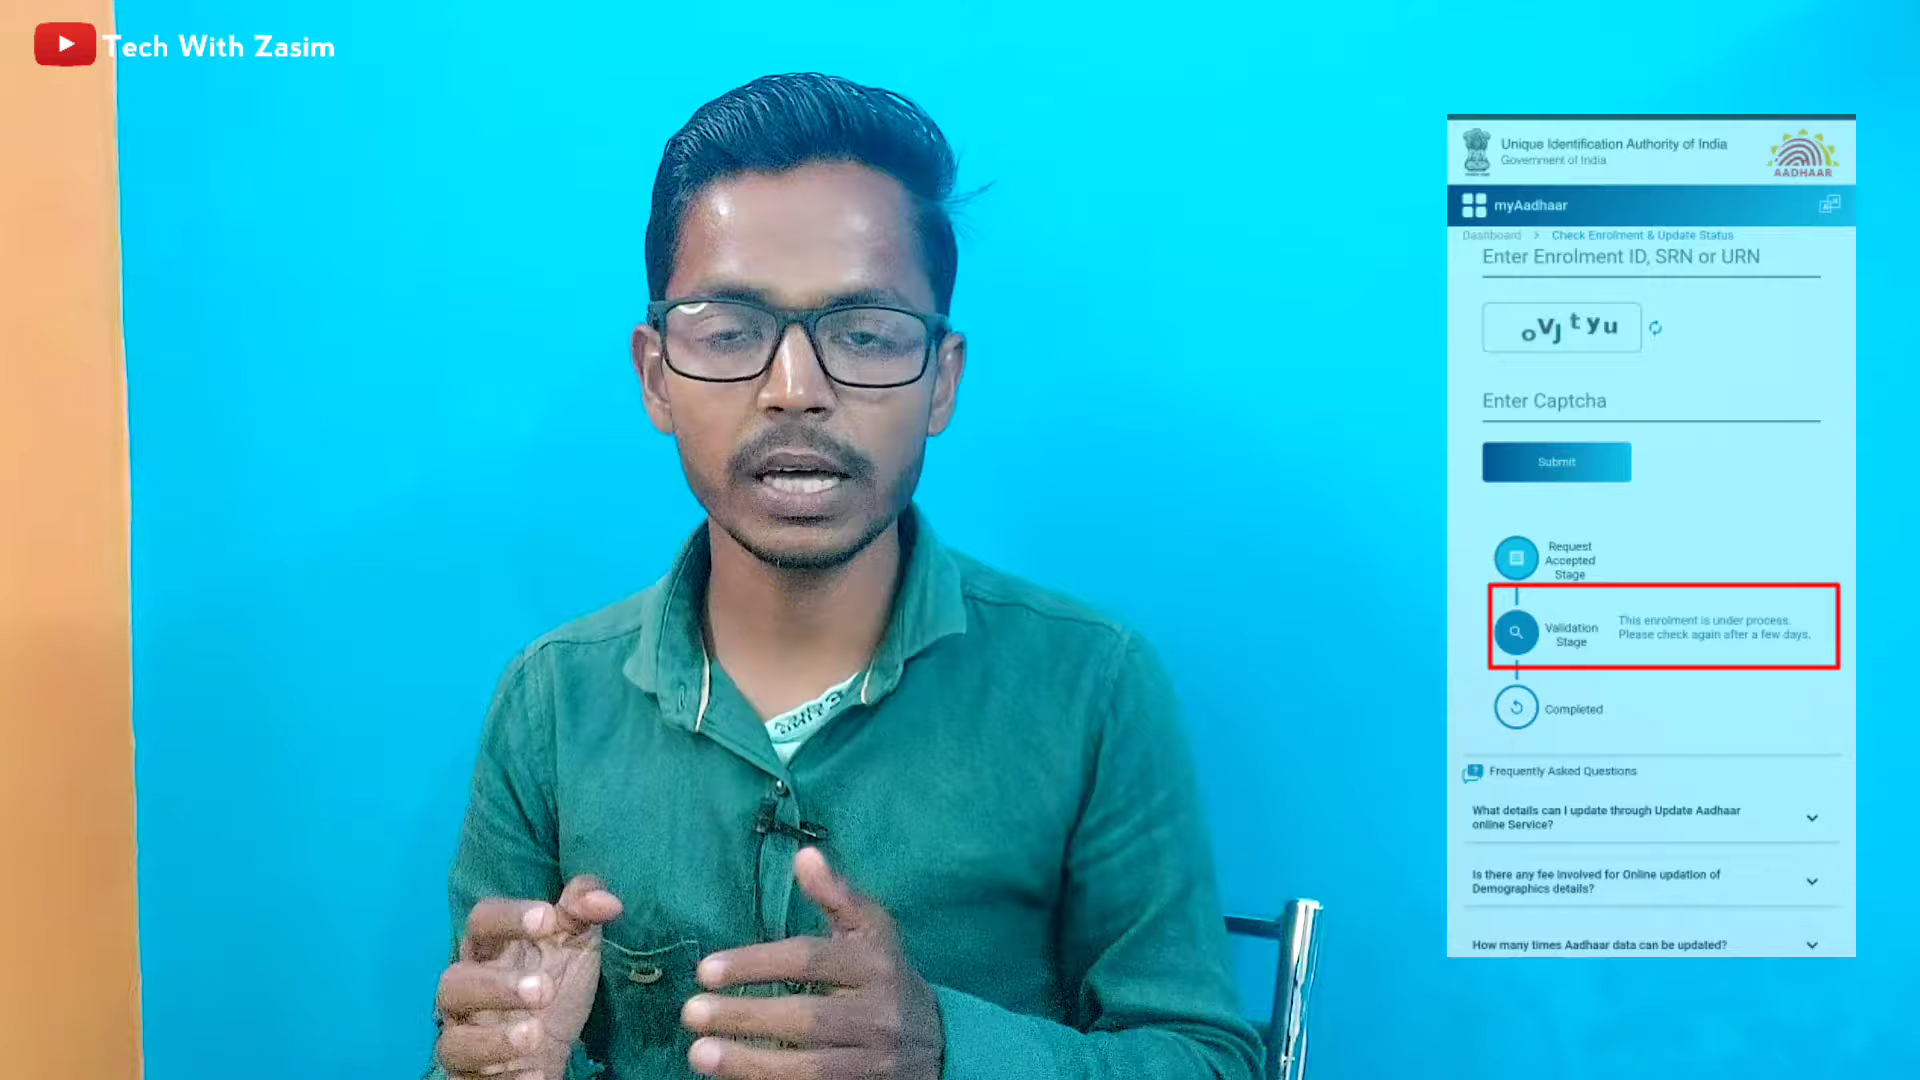 Tech With Zasim
Unique Identification Authority of India
Government of India
AADHAAR
myAadhaar
Dashboard > Check Enrolment & Update Status
Enter Enrolment ID, SRN or URN
oVJtyu
Enter Captcha
Submit
Request
Accepted
Stage
Validation
Stage
This enrolment is under process.
Please check again after a few days.
Completed
Frequently Asked Questions
What details can I update through Update Aadhaar
online Service?
Is there any fee involved for Online updation of
Demographics details?
How many times Aadhaar data can be updated?